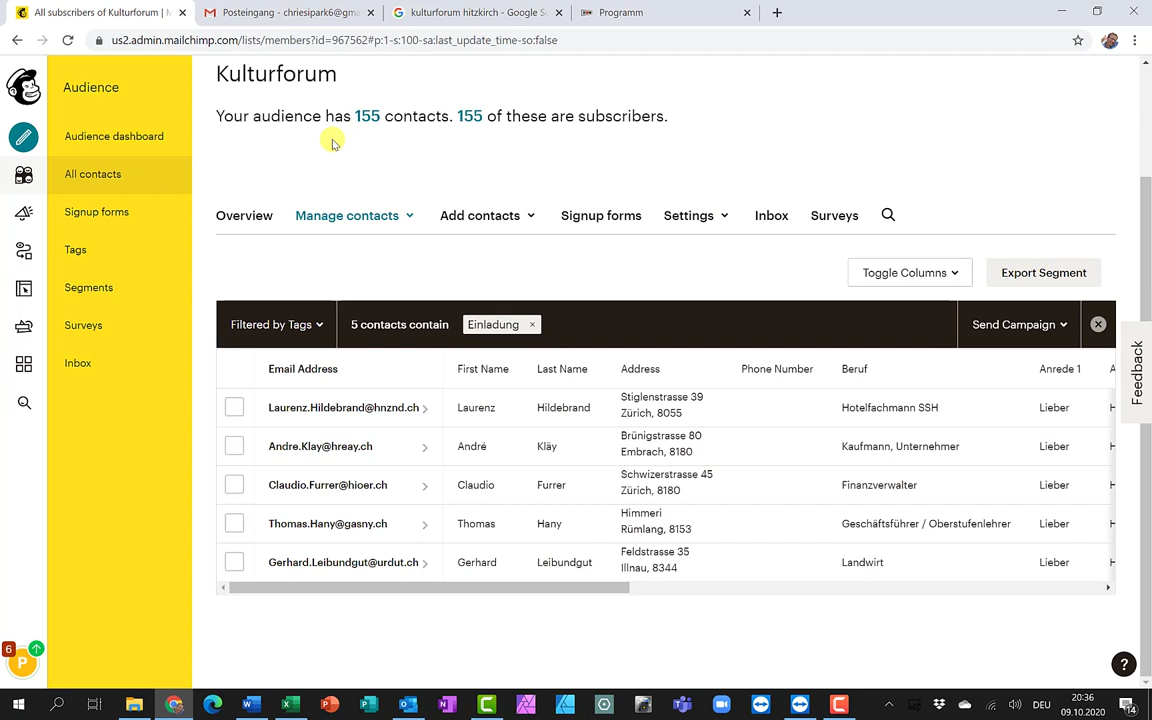 All subscribers of Kulturforum | M
Posteingang - chriesipark6@gma
kulturforum hitzkirch - Google Su
Programm
us2.admin.mailchimp.com/lists/members?id=967562#p:1-s:100-sa:last_update_time-so:false
Audience
Audience dashboard
All contacts
Signup forms
Tags
Segments
Surveys
Inbox
6
P
Kulturforum
Your audience has 155 contacts. 155 of these are subscribers.
Overview Manage contacts Add contacts Signup forms Settings Inbox Surveys
Toggle Columns Export Segment
Filtered by Tags 5 contacts contain Einladung × Send Campaign
Email Address First Name Last Name Address Phone Number Beruf Anrede 1 A
Laurenz.Hildebrand@hnznd.ch Laurenz Hildebrand Stiglenstrasse 39 Hotelfachmann SSH Lieber H
Zürich, 8055
Andre.Klay@hreay.ch André Kläy Brünigstrasse 80 Kaufmann, Unternehmer Lieber H
Embrach, 8180
Claudio.Furrer@hioer.ch Claudio Furrer Schwizerstrasse 45 Finanzverwalter Lieber H
Zürich, 8180
Thomas.Hany@gasny.ch Thomas Hany Himmeri Geschäftsführer / Oberstufenlehrer Lieber H
Rümlang, 8153
Gerhard.Leibundgut@urdut.ch Gerhard Leibundgut Feldstrasse 35 Landwirt Lieber H
Illnau, 8344
Feedback
?
DEU
20:36
09.10.2020
14